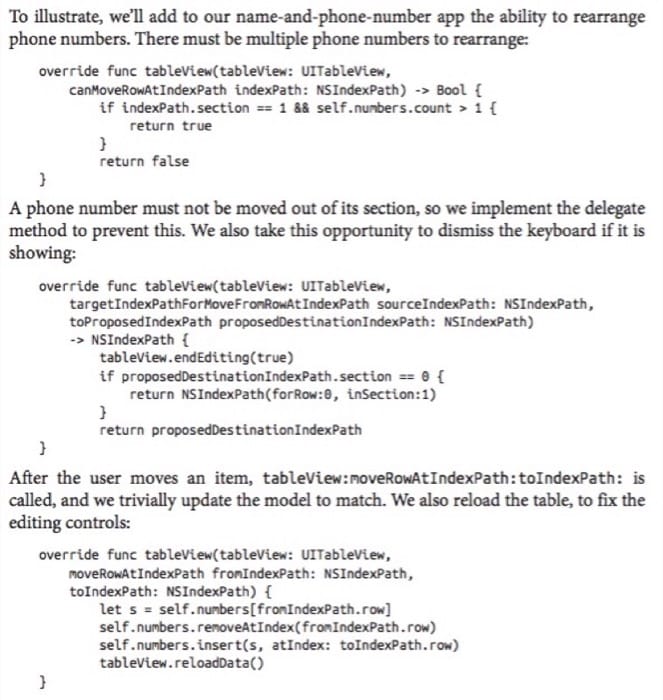 To illustrate, we'll add to our name-and-phone-number app the ability to rearrange
phone numbers. There must be multiple phone numbers to rearrange:
override func tableView(tableView: UITableView,
canMoveRowAtIndexPath indexPath: NSIndexPath) -> Bool {
if indexPath.section == 1 && self.numbers.count > 1 {
return true
}
return false
}
A phone number must not be moved out of its section, so we implement the delegate
method to prevent this. We also take this opportunity to dismiss the keyboard if it is
showing:
override func tableView(tableView: UITableView,
targetIndexPathForMoveFromRowAtIndexPath sourceIndexPath: NSIndexPath,
toProposedIndexPath proposedDestinationIndexPath: NSIndexPath)
-> NSIndexPath {
tableView.endEditing(true)
if proposedDestinationIndexPath.section == 0 {
return NSIndexPath(forRow:0, inSection:1)
}
return proposedDestinationIndexPath
}
After the user moves an item, tableView:moveRowAtIndexPath:toIndexPath: is
called, and we trivially update the model to match. We also reload the table, to fix the
editing controls:
override func tableView(tableView: UITableView,
moveRowAtIndexPath fromIndexPath: NSIndexPath,
toIndexPath: NSIndexPath) {
let s = self.numbers[fromIndexPath.row]
self.numbers.removeAtIndex(fromIndexPath.row)
self.numbers.insert(s, atIndex: toIndexPath.row)
tableView.reloadData()
}